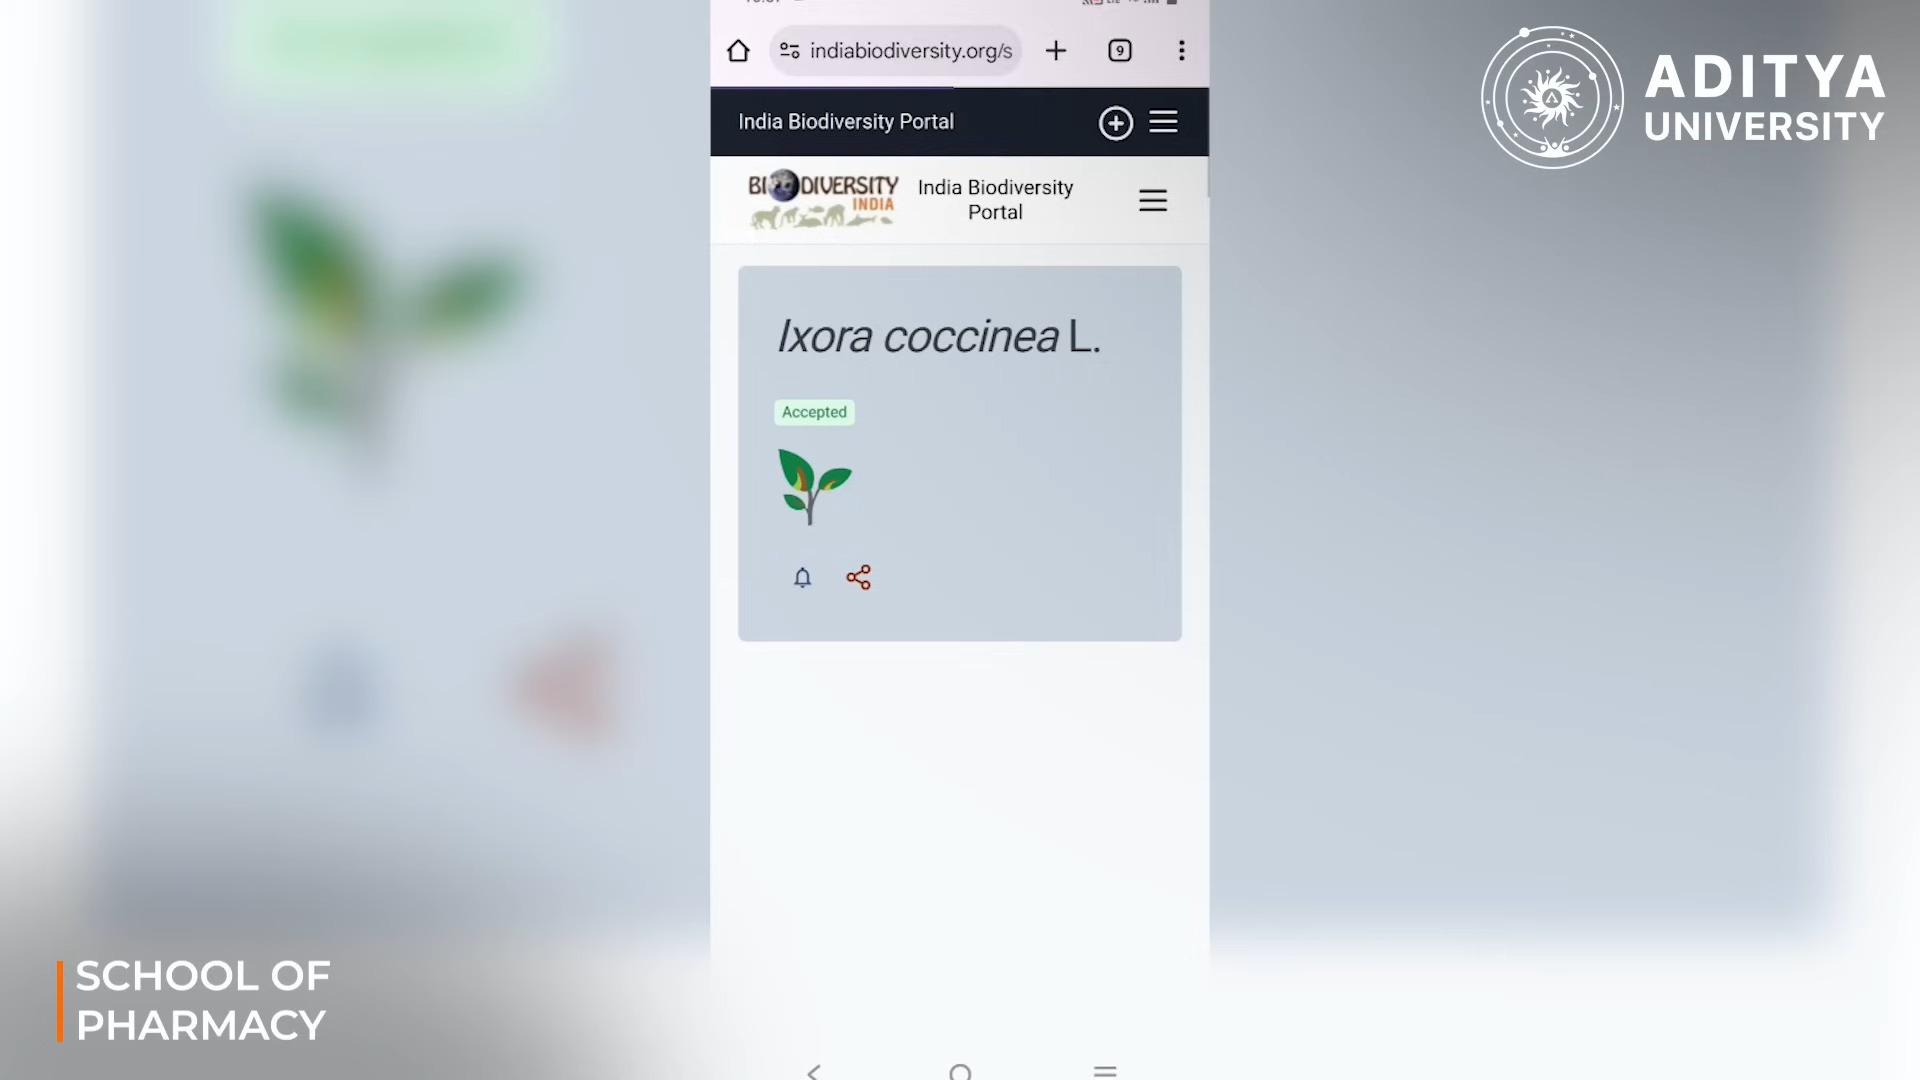 indiabiodiversity.org/s
9
India Biodiversity Portal
BIODIVERSITY
INDIA
India Biodiversity
Portal
Ixora coccinea L.
Accepted
ADITYA
UNIVERSITY
SCHOOL OF
PHARMACY